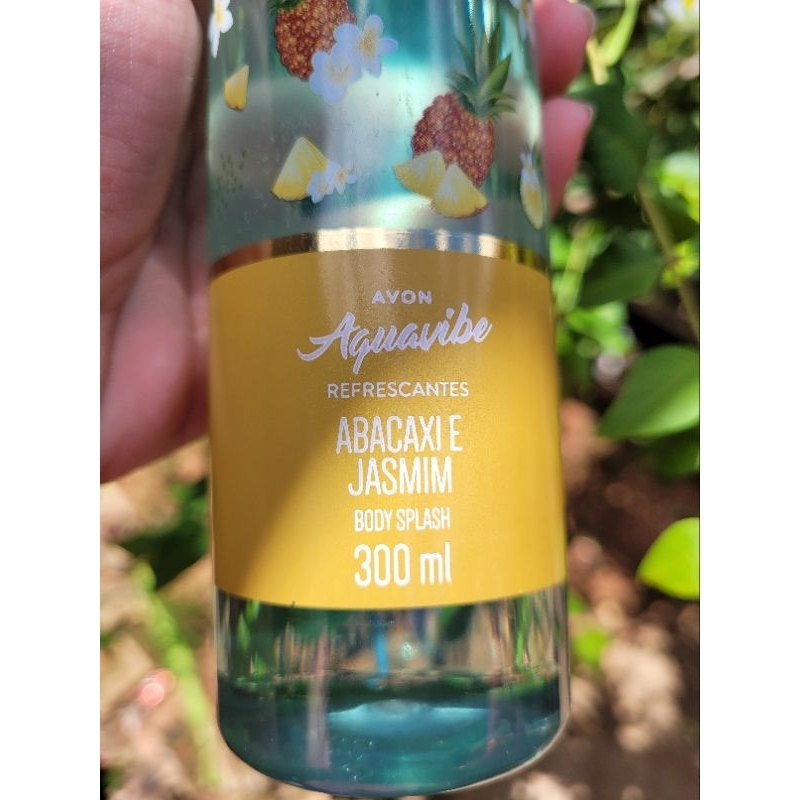 AVON
Aquavibe
REFRESCANTES
ABACAXI E
JASMIM
BODY SPLASH
300 ml